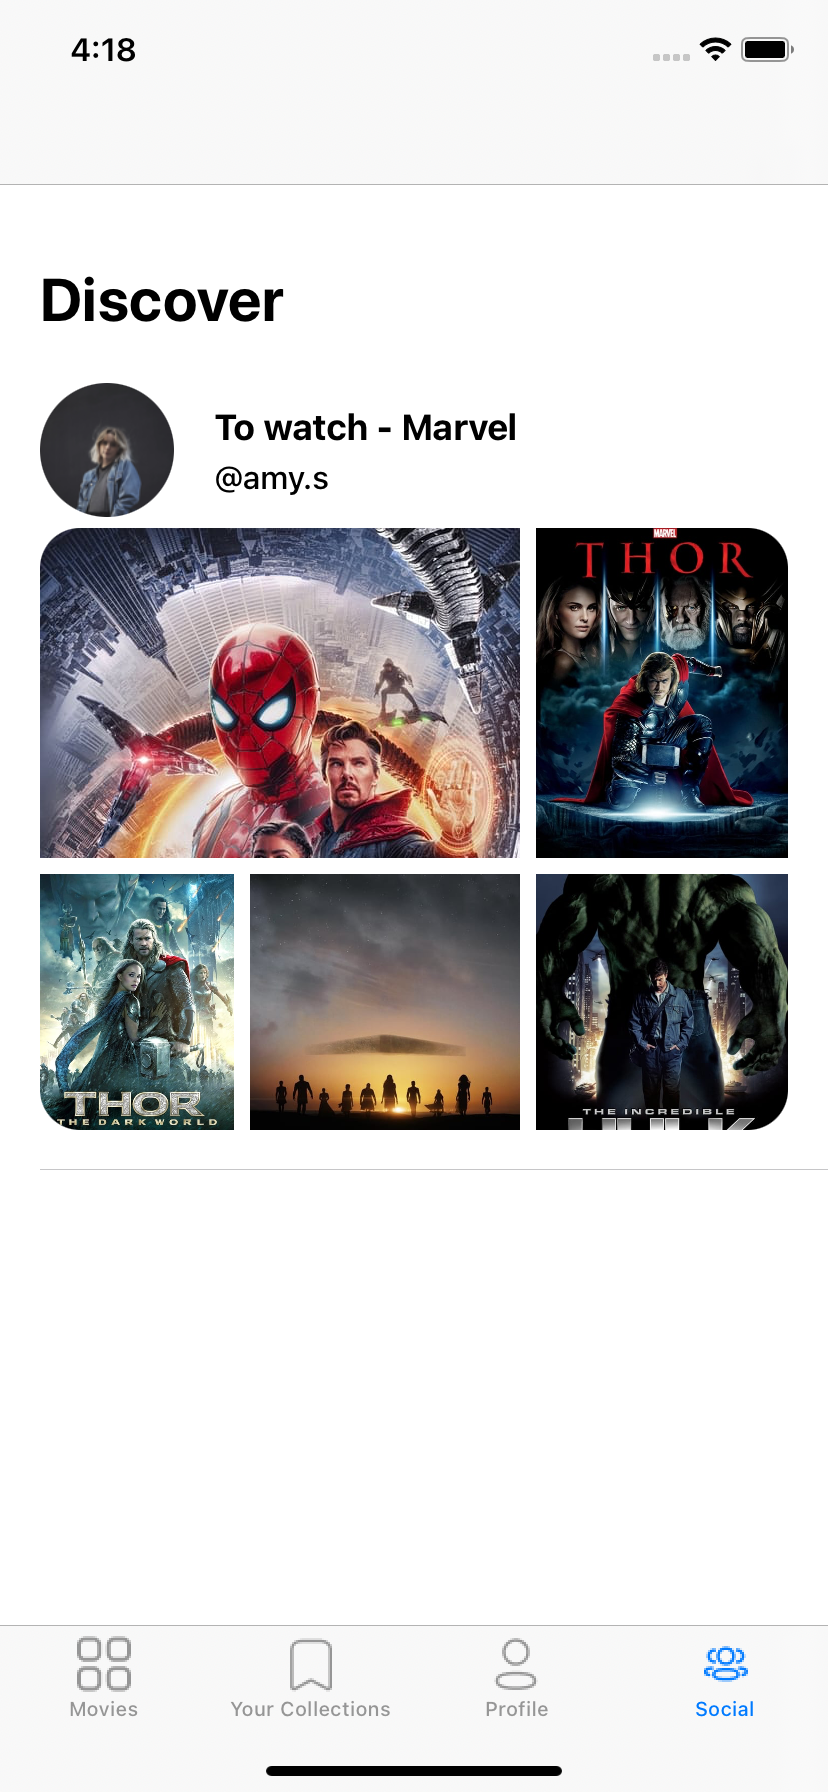 4:18
Discover
To watch - Marvel
@amy.s
MARVEL
THOR
THOR
THE DARK WORLD
THE INCREDIBLE
HULK
Movies
Your Collections
Profile
Social